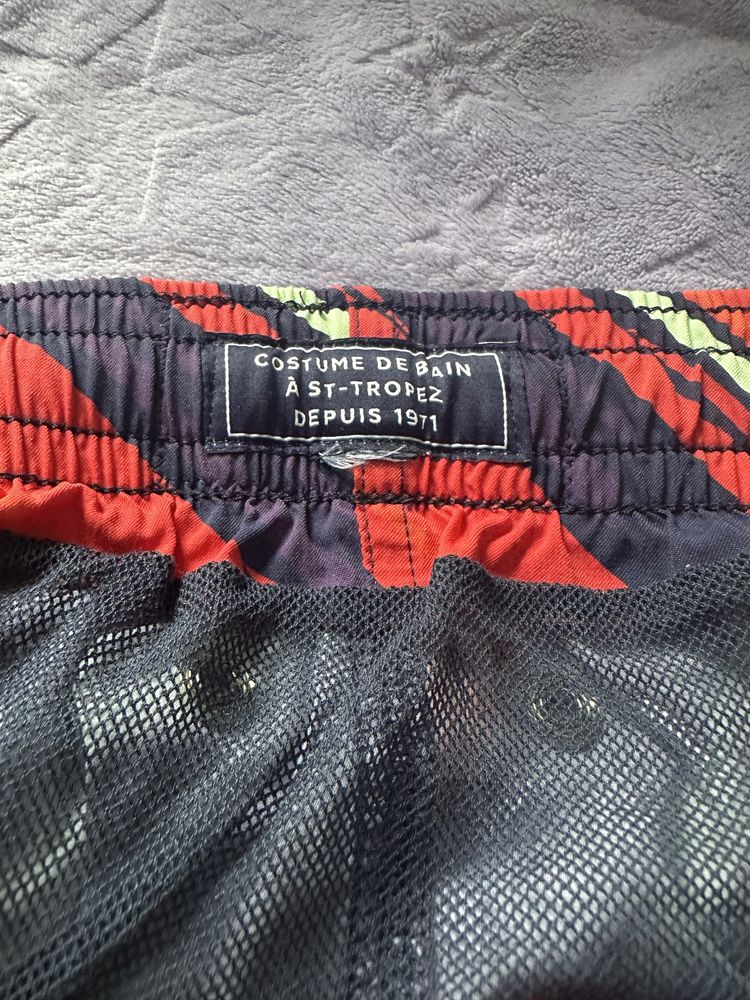 COSTUME DE BAIN
À ST-TROPEZ
DEPUIS 1971